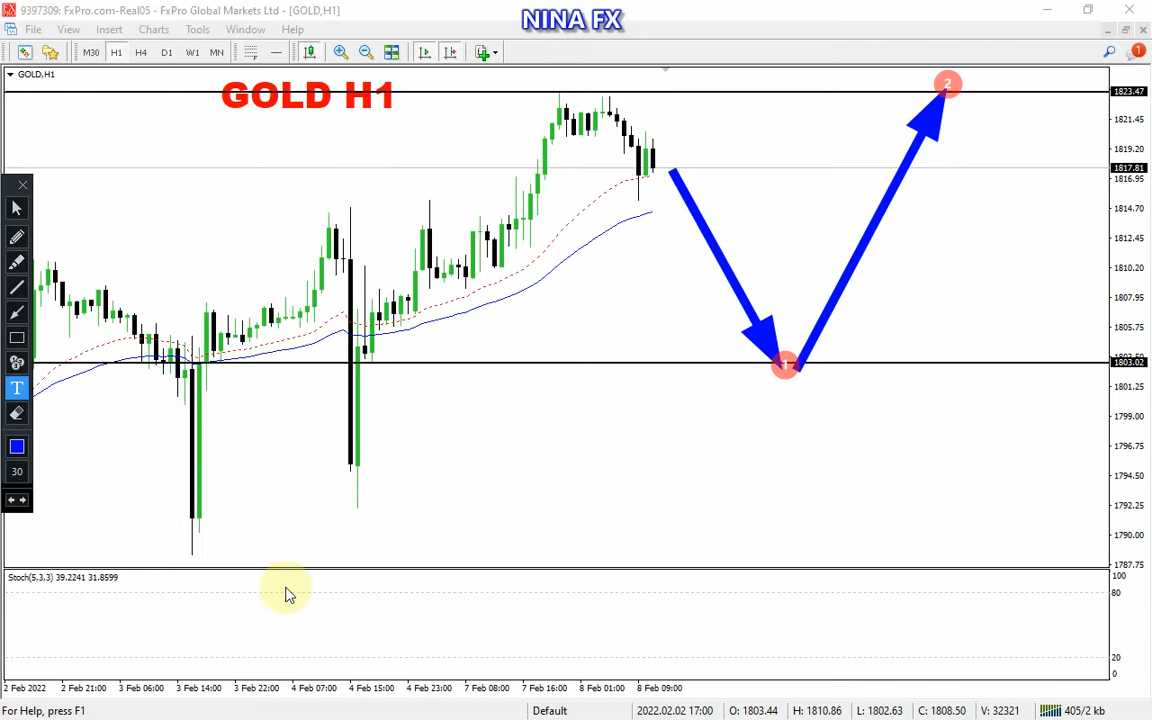 9397309: FxPro.com-Real05 - FxPro Global Markets Ltd - [GOLD,H1]
NINA FX
File View Insert Charts Tools Window Help
M30 H1 H4 D1 W1 MN
1
GOLD,H1
GOLD H1
2
1823.47
1821.45
1819.20
1817.81
1816.95
1814.70
1812.45
1810.20
1807.95
1805.75
1803.02
1801.25
1799.00
1796.75
1794.50
1792.25
1790.00
1787.75
1
T
30
Stoch(5,3,3) 39.2241 31.8599
100
80
20
0
2 Feb 2022 2 Feb 21:00 3 Feb 06:00 3 Feb 14:00 3 Feb 22:00 4 Feb 07:00 4 Feb 15:00 4 Feb 23:00 7 Feb 08:00 7 Feb 16:00 8 Feb 01:00 8 Feb 09:00
For Help, press F1 Default 2022.02.02 17:00 O: 1803.44 H: 1810.86 L: 1802.63 C: 1808.50 V: 32321 405/2 kb